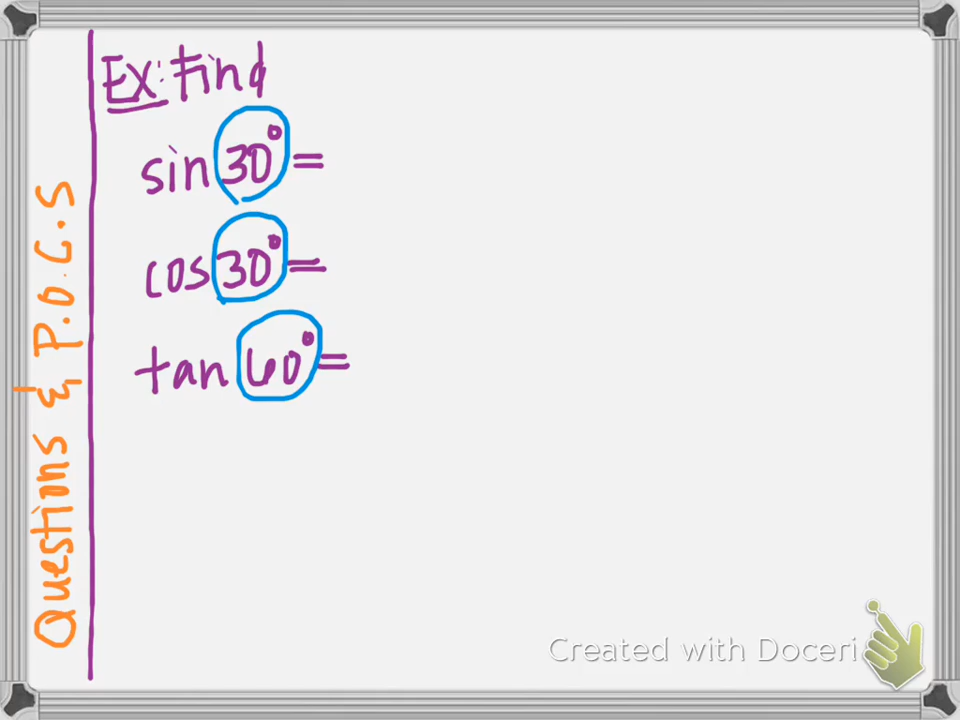 Ex: Find
sin 30° =
cos 30° =
tan 60° =
Questions & P.O.C.S
Created with Doceri